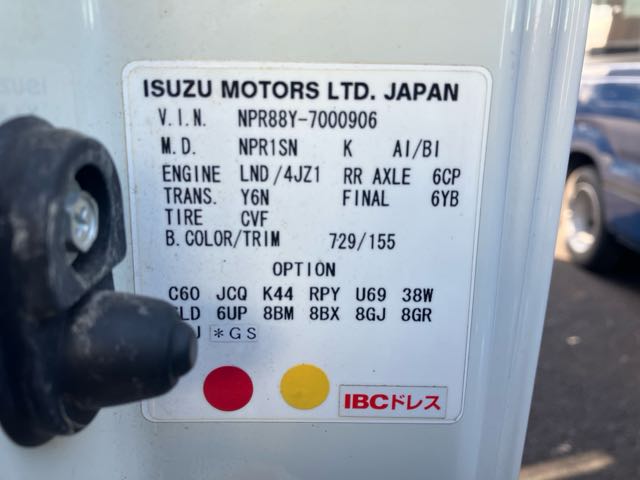 ISUZU MOTORS LTD. JAPAN
V.I.N. NPR88Y-7000906
M.D. NPR1SN K AI/BI
ENGINE LND/4JZ1 RR AXLE 6CP
TRANS. Y6N FINAL 6YB
TIRE CVF
B.COLOR/TRIM 729/155
OPTION
C60 JCQ K44 RPY U69 38W
6UP 8BM 8BX 8GJ 8GR
*GS
IBCドレス